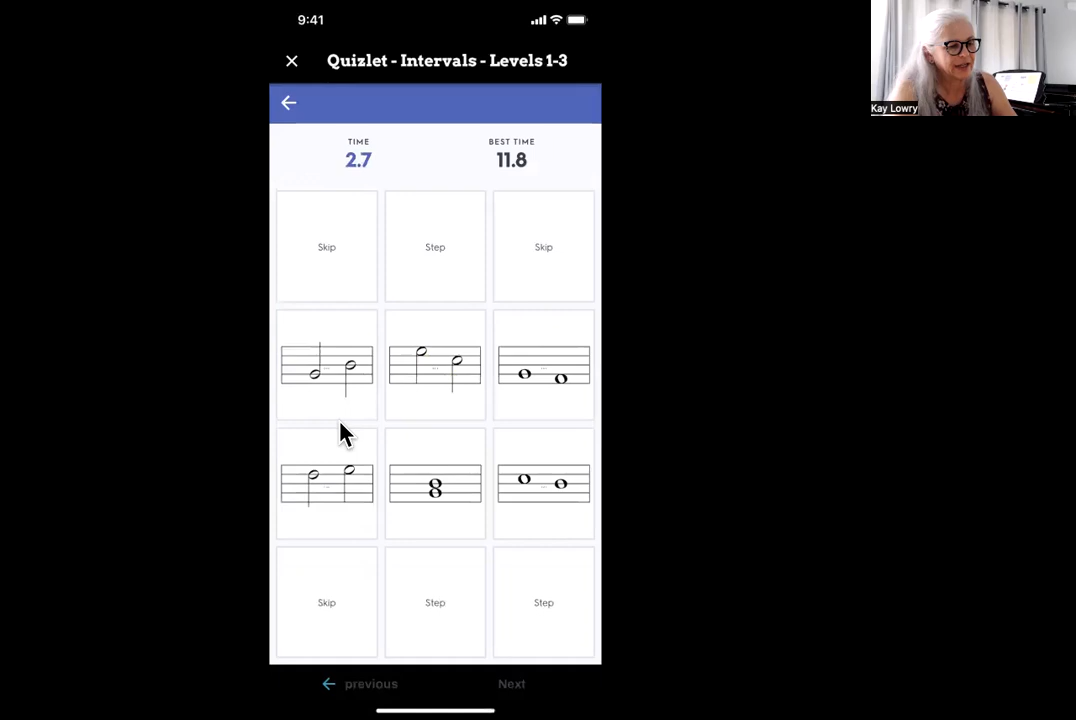 9:41
Quizlet - Intervals - Levels 1-3
Kay Lowry
TIME
BEST TIME
2.7
11.8
Skip
Step
Skip
Skip
Step
Step
previous
Next